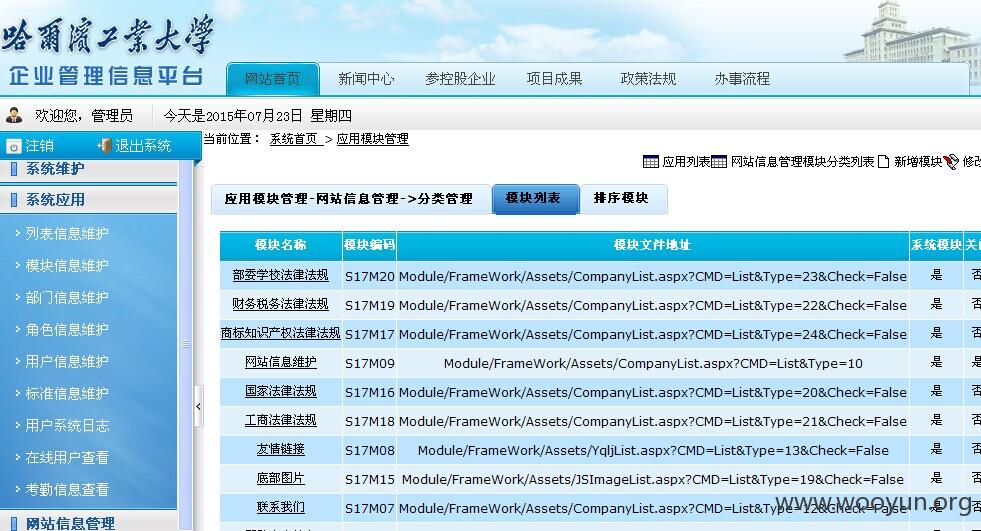 哈爾濱工業大学
企业管理信息平台
网站首页 新闻中心 参控股企业 项目成果 政策法规 办事流程
欢迎您，管理员 今天是2015年07月23日 星期四
注销 退出系统
当前位置： 系统首页 > 应用模块管理
系统维护
应用列表 网站信息管理模块分类列表 新增模块 修改
系统应用
应用模块管理-网站信息管理->分类管理 模块列表 排序模块
列表信息维护
模块信息维护
部门信息维护
角色信息维护
用户信息维护
标准信息维护
用户系统日志
在线用户查看
考勤信息查看
网站信息管理
模块名称 模块编码 模块文件地址 系统模块
部委学校法律法规 S17M20 Module/FrameWork/Assets/CompanyList.aspx?CMD=List&Type=23&Check=False 是 否
财务税务法律法规 S17M19 Module/FrameWork/Assets/CompanyList.aspx?CMD=List&Type=22&Check=False 是 否
商标知识产权法律法规 S17M17 Module/FrameWork/Assets/CompanyList.aspx?CMD=List&Type=24&Check=False 是 否
网站信息维护 S17M09 Module/FrameWork/Assets/CompanyList.aspx?CMD=List&Type=10 是 是
国家法律法规 S17M16 Module/FrameWork/Assets/CompanyList.aspx?CMD=List&Type=20&Check=False 是 否
工商法律法规 S17M18 Module/FrameWork/Assets/CompanyList.aspx?CMD=List&Type=21&Check=False 是 否
友情链接 S17M08 Module/FrameWork/Assets/YqljList.aspx?CMD=List&Type=13&Check=False 是 否
底部图片 S17M15 Module/FrameWork/Assets/JSImageList.aspx?CMD=List&Type=19&Check=False 是 否
联系我们 S17M07 Module/FrameWork/Assets/CompanyList.aspx?CMD=List&Type=12&Check=False 是 否
www.wooyun.org